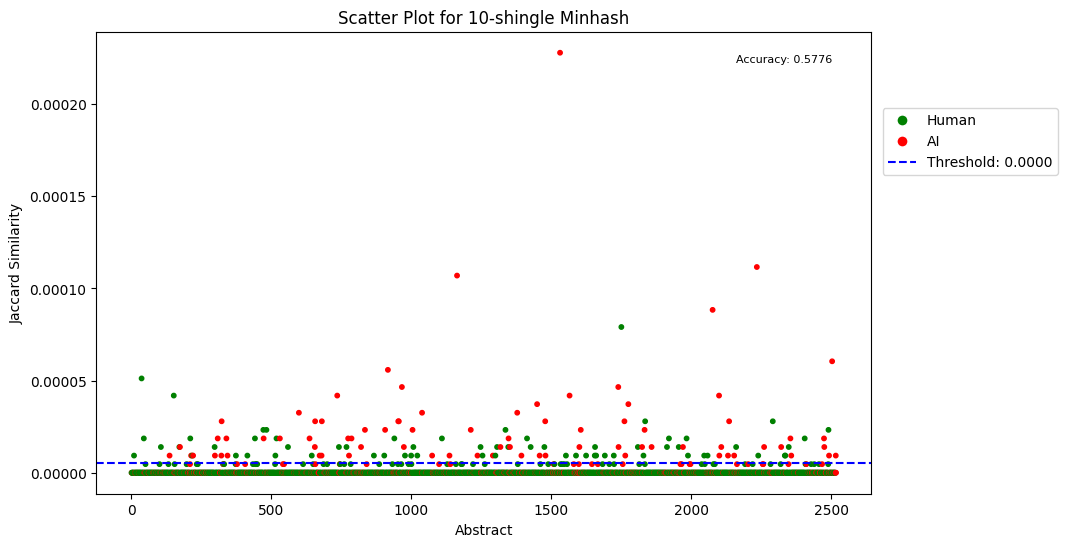 Scatter Plot for 10-shingle Minhash
Accuracy: 0.5776
Human
AI
Threshold: 0.0000
Jaccard Similarity
0.00020
0.00015
0.00010
0.00005
0.00000
0 500 1000 1500 2000 2500
Abstract